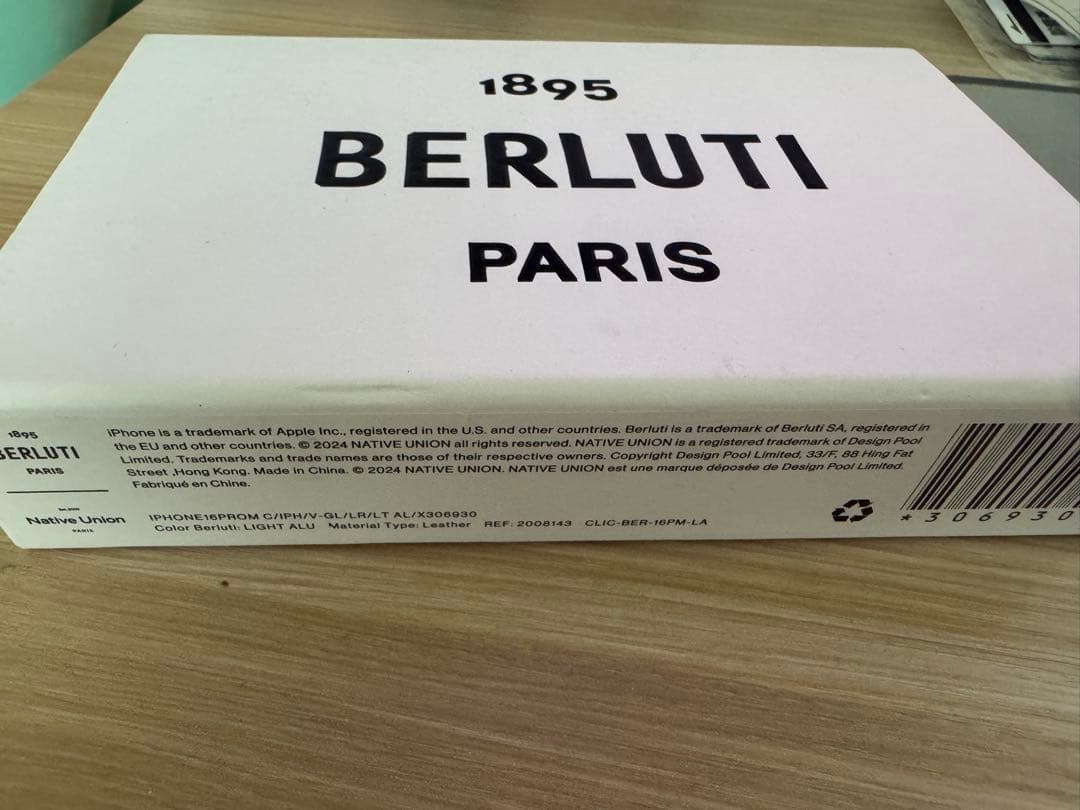 1895
BERLUTI
PARIS
1895
BERLUTI
PARIS
Native Union
PARIS
iPhone is a trademark of Apple Inc., registered in the U.S. and other countries. Berluti is a trademark of Berluti SA, registered in
the EU and other countries. © 2024 NATIVE UNION all rights reserved. NATIVE UNION is a registered trademark of Design Pool
Limited. Trademarks and trade names are those of their respective owners. Copyright Design Pool Limited, 33/F, 88 Hing Fat
Street ,Hong Kong. Made in China. © 2024 NATIVE UNION. NATIVE UNION est une marque déposée de Design Pool Limited.
Fabriqué en Chine.
IPHONE16PROM C/IPH/V-GL/LR/LT AL/X306930
Color Berluti: LIGHT ALU Material Type: Leather REF: 2008143 CLIC-BER-16PM-LA
* 306930